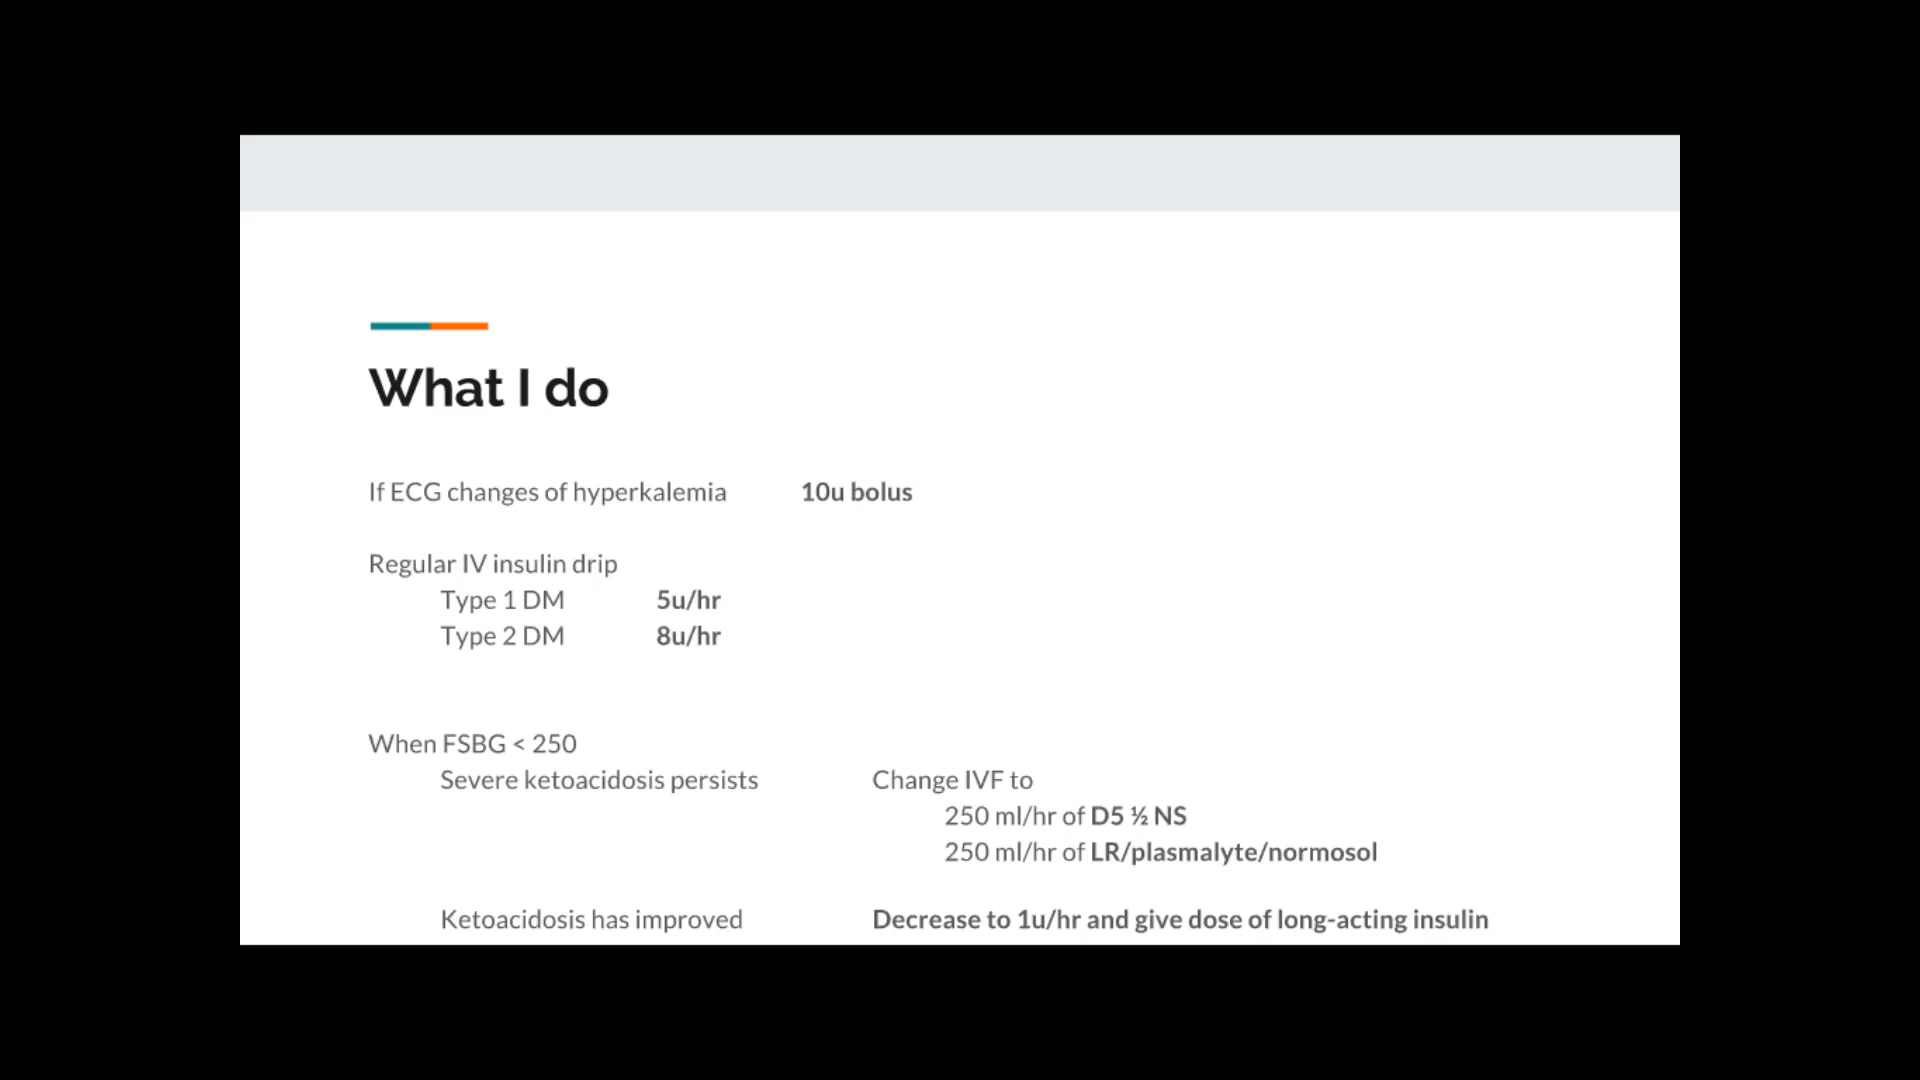 What I do
If ECG changes of hyperkalemia 10u bolus
Regular IV insulin drip
Type 1 DM 5u/hr
Type 2 DM 8u/hr
When FSBG < 250
Severe ketoacidosis persists Change IVF to
250 ml/hr of D5 ½ NS
250 ml/hr of LR/plasmalyte/normosol
Ketoacidosis has improved Decrease to 1u/hr and give dose of long-acting insulin